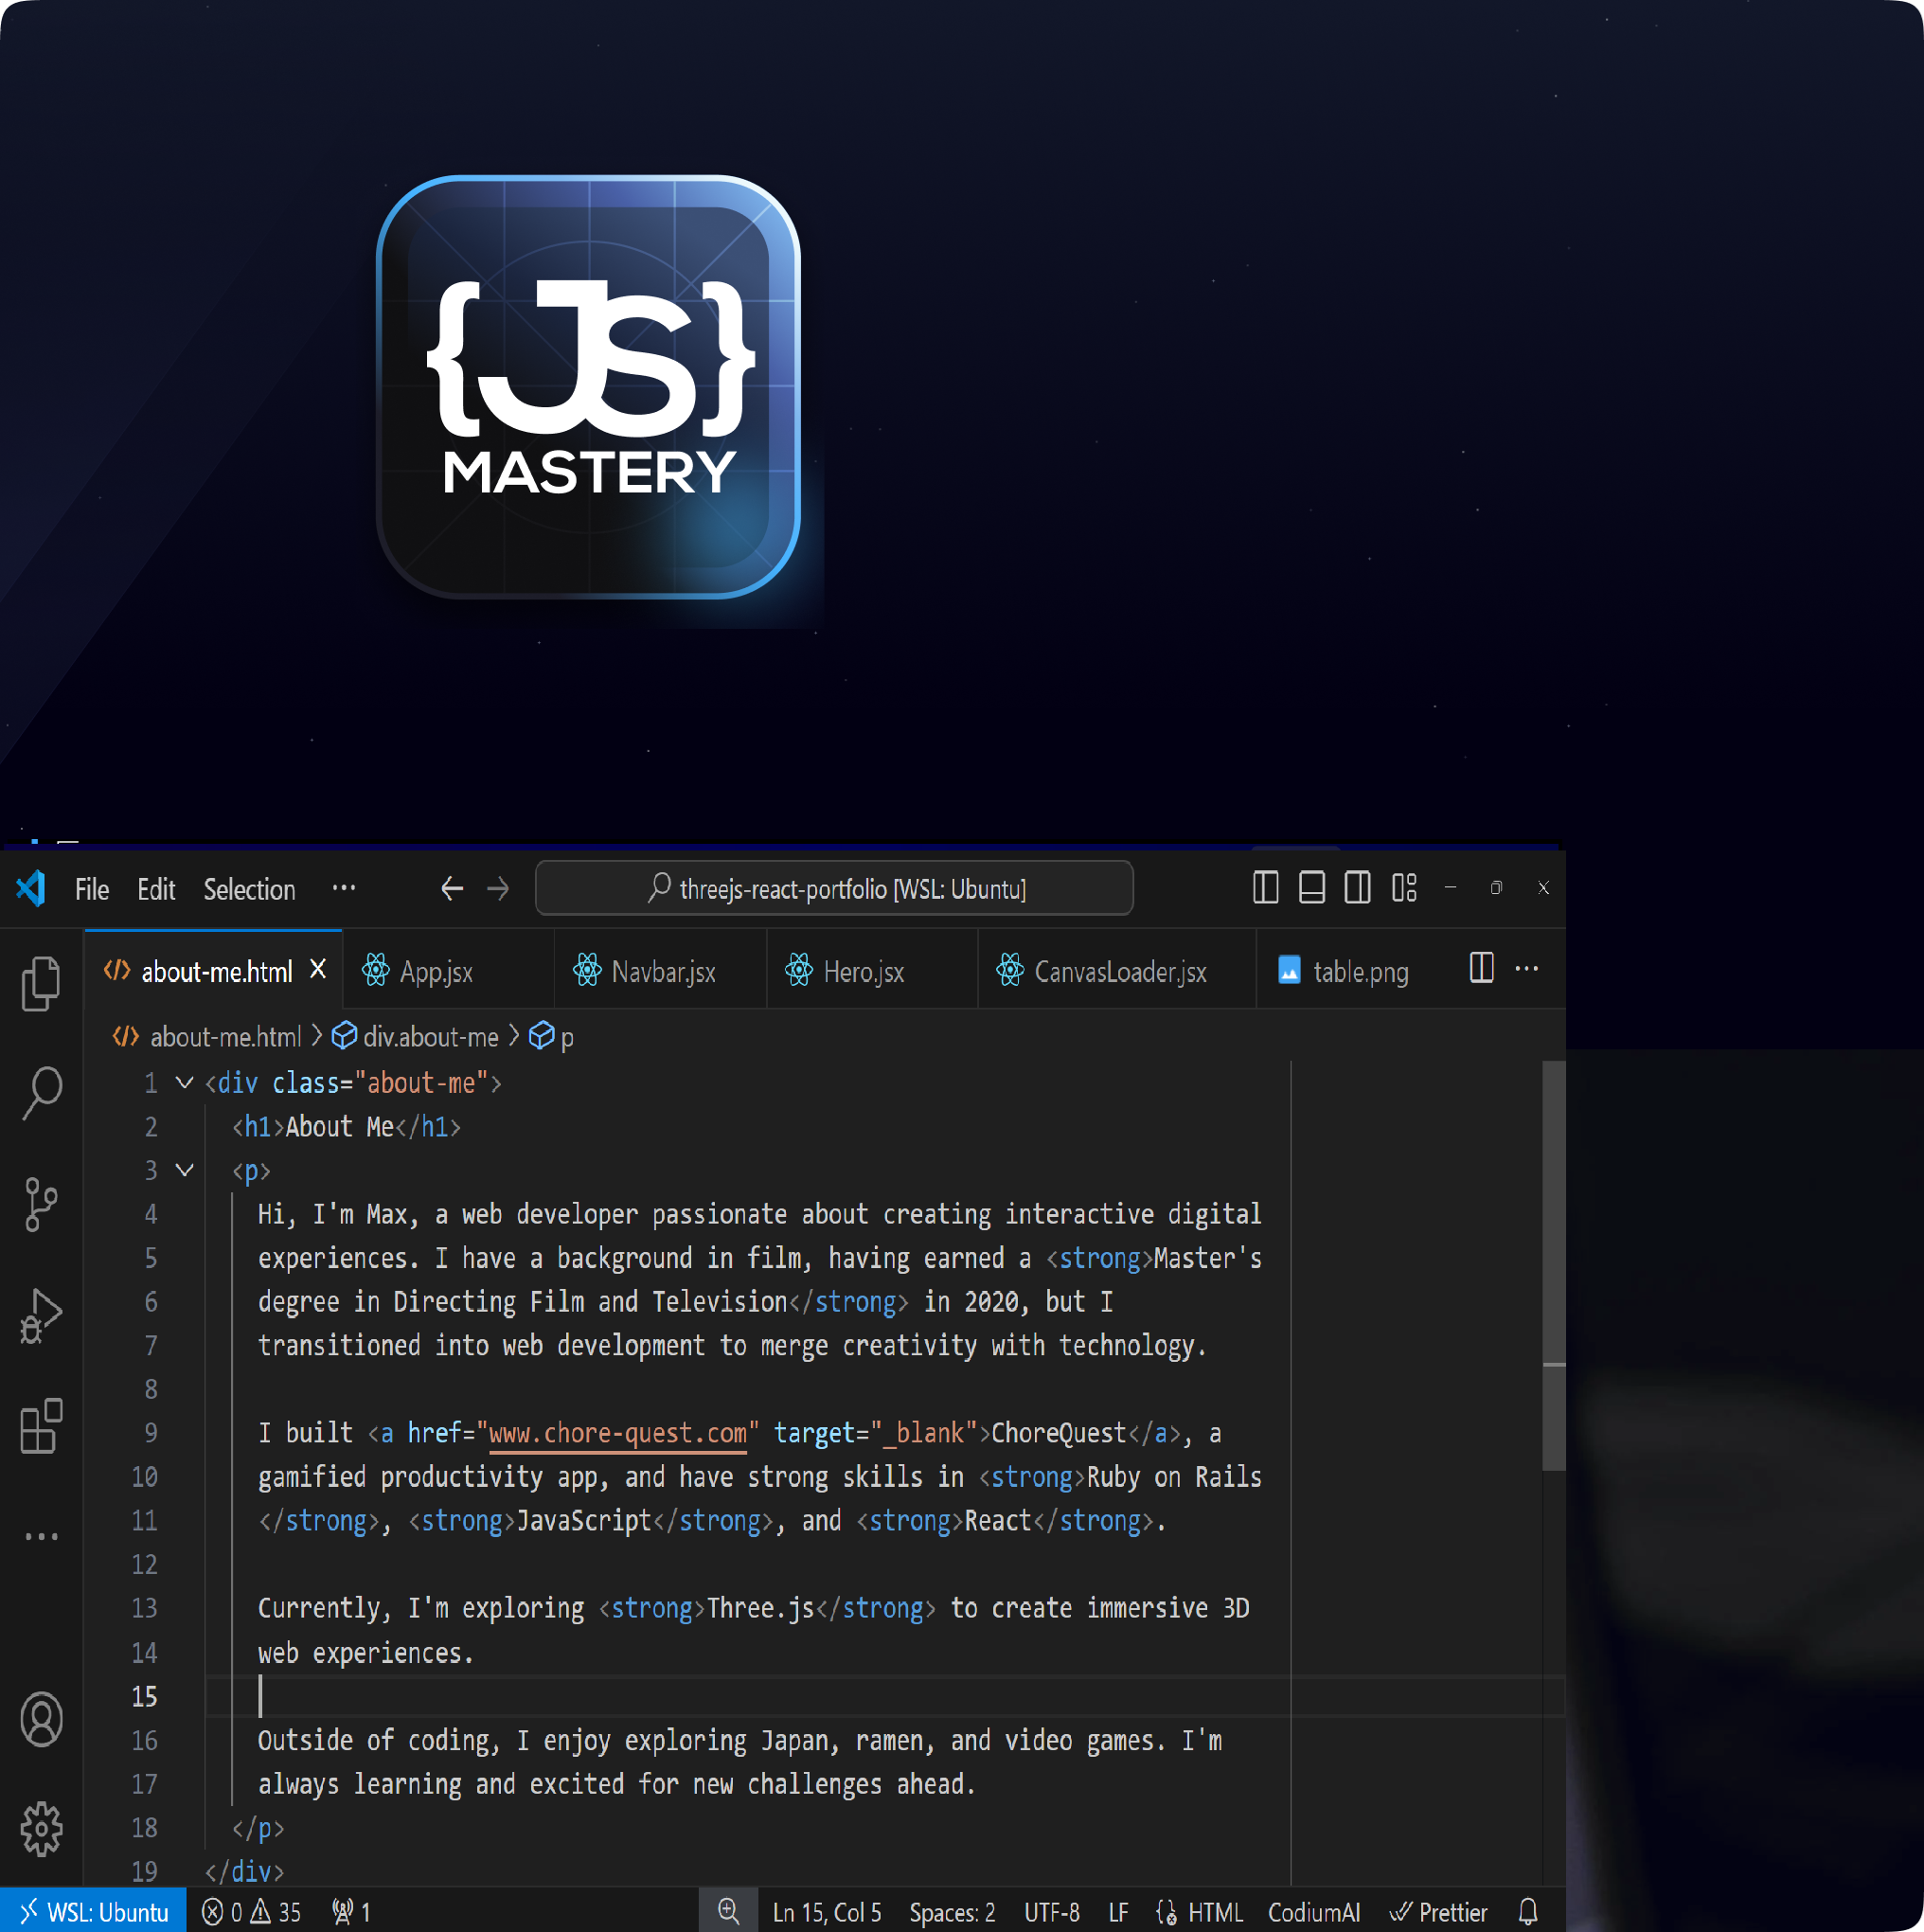 {JS}
MASTERY
File Edit Selection ··· threejs-react-portfolio [WSL: Ubuntu]
about-me.html App.jsx Navbar.jsx Hero.jsx CanvasLoader.jsx table.png ···
about-me.html > div.about-me > p
1 <div class="about-me">
2 <h1>About Me</h1>
3 <p>
4 Hi, I'm Max, a web developer passionate about creating interactive digital
5 experiences. I have a background in film, having earned a <strong>Master's
6 degree in Directing Film and Television</strong> in 2020, but I
7 transitioned into web development to merge creativity with technology.
8
9 I built <a href="www.chore-quest.com" target="_blank">ChoreQuest</a>, a
10 gamified productivity app, and have strong skills in <strong>Ruby on Rails
11 </strong>, <strong>JavaScript</strong>, and <strong>React</strong>.
12
13 Currently, I'm exploring <strong>Three.js</strong> to create immersive 3D
14 web experiences.
15
16 Outside of coding, I enjoy exploring Japan, ramen, and video games. I'm
17 always learning and excited for new challenges ahead.
18 </p>
19 </div>
WSL: Ubuntu 0 35 1 Ln 15, Col 5 Spaces: 2 UTF-8 LF HTML CodiumAI Prettier